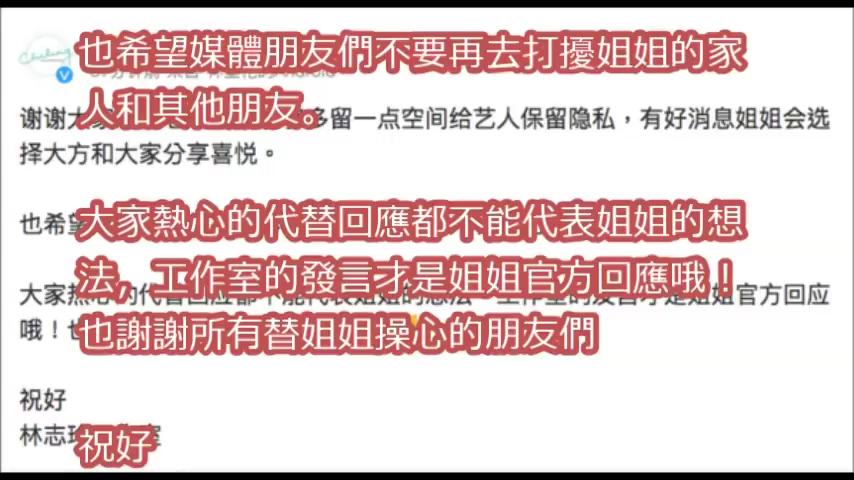 也希望媒體朋友們不要再去打擾姐姐的家
人和其他朋友。
谢谢大 多留一点空间给艺人保留隐私，有好消息姐姐会选
择大方和大家分享喜悦。
也希望
大家熱心的代替回應都不能代表姐姐的想
法，工作室的發言才是姐姐官方回應哦！
大家热心的代替回应都不能代表姐姐的想法 工作室的发言才是姐姐官方回应
哦！也
也謝謝所有替姐姐操心的朋友們
祝好
林志玲 室
祝好